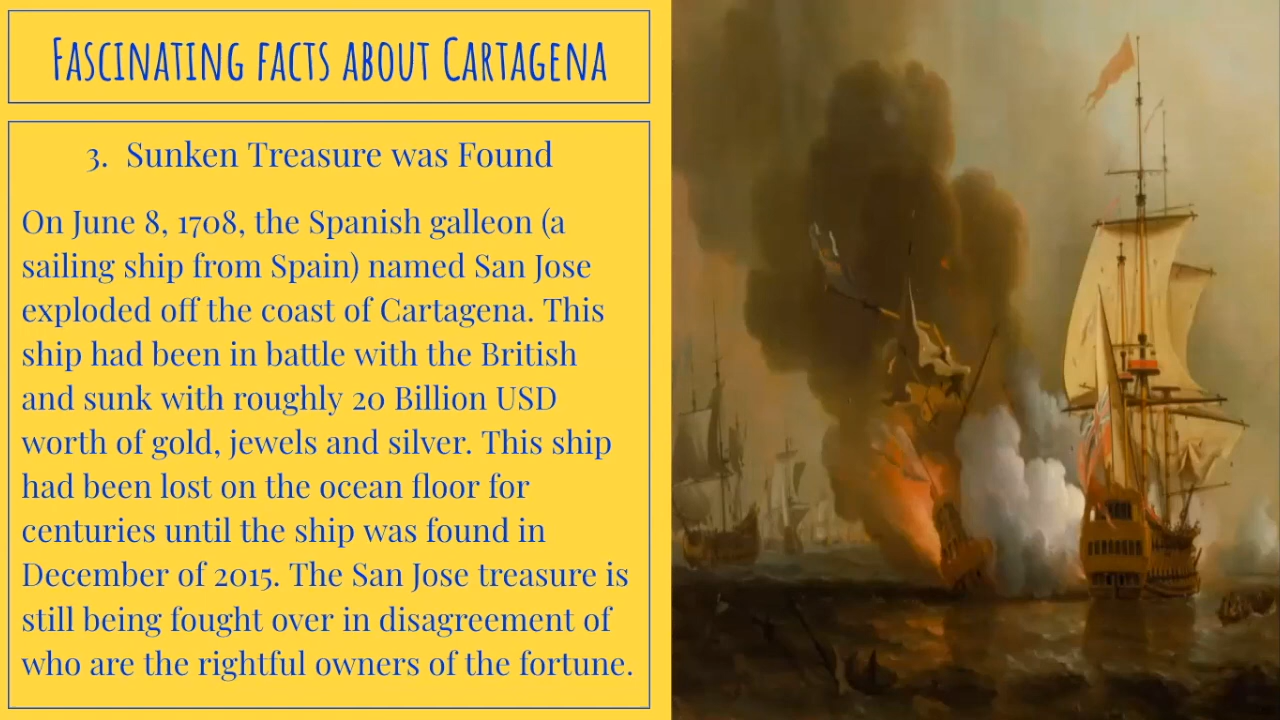 Fascinating facts about Cartagena
3. Sunken Treasure was Found
On June 8, 1708, the Spanish galleon (a
sailing ship from Spain) named San Jose
exploded off the coast of Cartagena. This
ship had been in battle with the British
and sunk with roughly 20 Billion USD
worth of gold, jewels and silver. This ship
had been lost on the ocean floor for
centuries until the ship was found in
December of 2015. The San Jose treasure is
still being fought over in disagreement of
who are the rightful owners of the fortune.